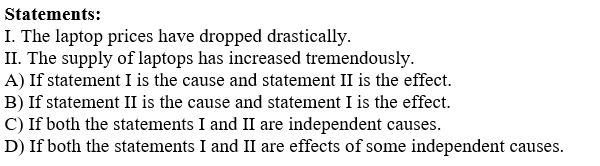 Statements:
I. The laptop prices have dropped drastically.
II. The supply of laptops has increased tremendously.
A) If statement I is the cause and statement II is the effect.
B) If statement II is the cause and statement I is the effect.
C) If both the statements I and II are independent causes.
D) If both the statements I and II are effects of some independent causes.